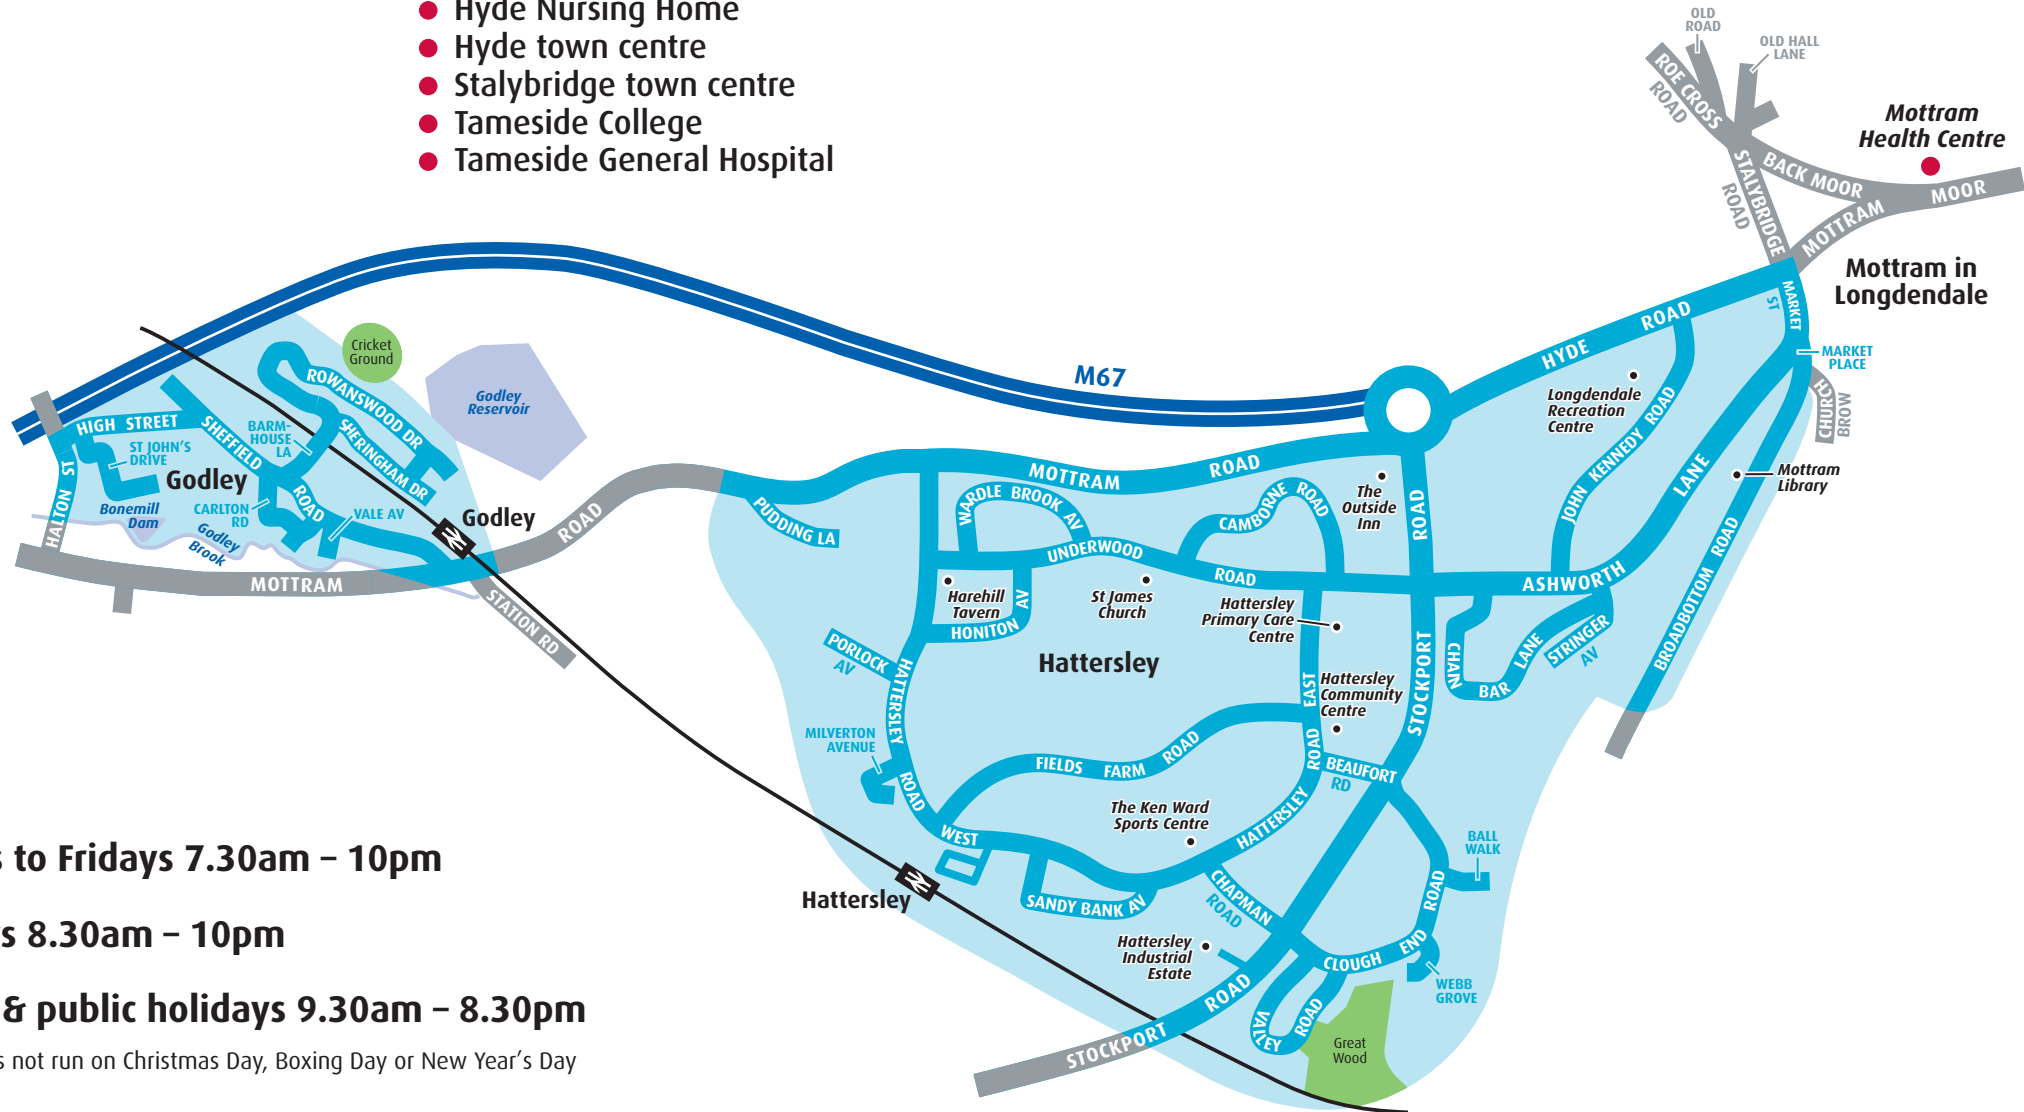 Hyde Nursing Home
Hyde town centre
Stalybridge town centre
Tameside College
Tameside General Hospital
OLD
ROAD
OLD HALL
LANE
ROE CROSS
ROAD
Mottram
Health Centre
STALYBRIDGE
ROAD
BACK MOOR
MOTTRAM
MOOR
Mottram in
Longdendale
MARKET
ST
MARKET
PLACE
CHURCH
BROW
HYDE
ROAD
M67
Longdendale
Recreation
Centre
JOHN KENNEDY ROAD
LANE
Mottram
Library
BROADBOTTOM ROAD
ASHWORTH
Cricket
Ground
Godley
Reservoir
ROWANSWOOD DR
SHERINGHAM DR
BARM-
HOUSE
LA
HIGH STREET
SHEFFIELD
ROAD
ST JOHN'S
DRIVE
Godley
HALTON ST
Bonemill
Dam
CARLTON
RD
VALE AV
Godley
Brook
Godley
MOTTRAM
ROAD
STATION RD
PUDDING LA
MOTTRAM
ROAD
WARDLE BROOK AV
CAMBORNE ROAD
The
Outside
Inn
ROAD
UNDERWOOD
ROAD
Harehill
Tavern
HONITON
AV
St James
Church
Hattersley
Primary Care
Centre
Hattersley
PORLOCK
AV
HATTERSLEY
ROAD
WEST
MILVERTON
AVENUE
FIELDS FARM ROAD
EAST
ROAD
HATTERSLEY
Hattersley
Community
Centre
STOCKPORT
BEAUFORT
RD
CHAIN
BAR
LANE
STRINGER
AV
The Ken Ward
Sports Centre
SANDY BANK AV
Hattersley
CHAPMAN
ROAD
Hattersley
Industrial
Estate
BALL
WALK
CLOUGH END
ROAD
WEBB
GROVE
VALLEY
ROAD
Great
Wood
STOCKPORT
ROAD
s to Fridays 7.30am – 10pm
s 8.30am – 10pm
& public holidays 9.30am – 8.30pm
s not run on Christmas Day, Boxing Day or New Year's Day